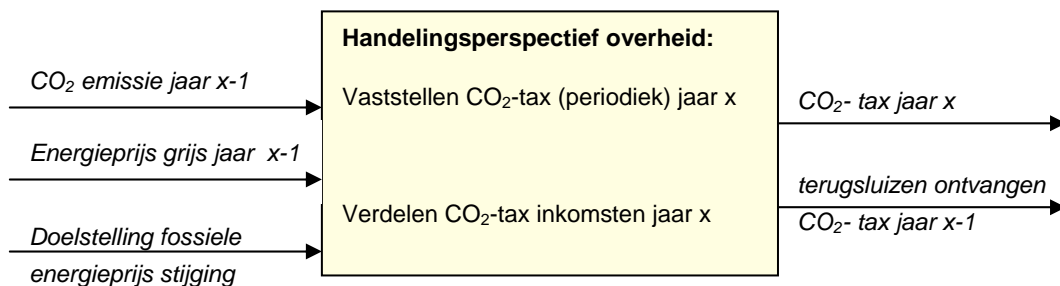 CO₂ emissie jaar x-1
Energieprijs grijs jaar x-1
Doelstelling fossiele
energieprijs stijging
Handelingsperspectief overheid:
Vaststellen CO₂-tax (periodiek) jaar x
Verdelen CO₂-tax inkomsten jaar x
CO₂- tax jaar x
terugsluizen ontvangen
CO₂- tax jaar x-1